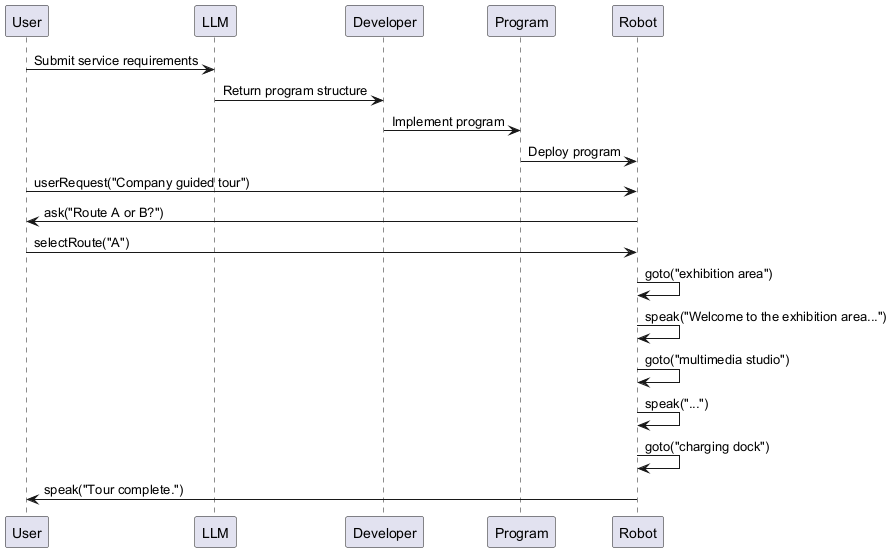 User LLM Developer Program Robot
Submit service requirements
Return program structure
Implement program
Deploy program
userRequest("Company guided tour")
ask("Route A or B?")
selectRoute("A")
goto("exhibition area")
speak("Welcome to the exhibition area...")
goto("multimedia studio")
speak("...")
goto("charging dock")
speak("Tour complete.")
User LLM Developer Program Robot